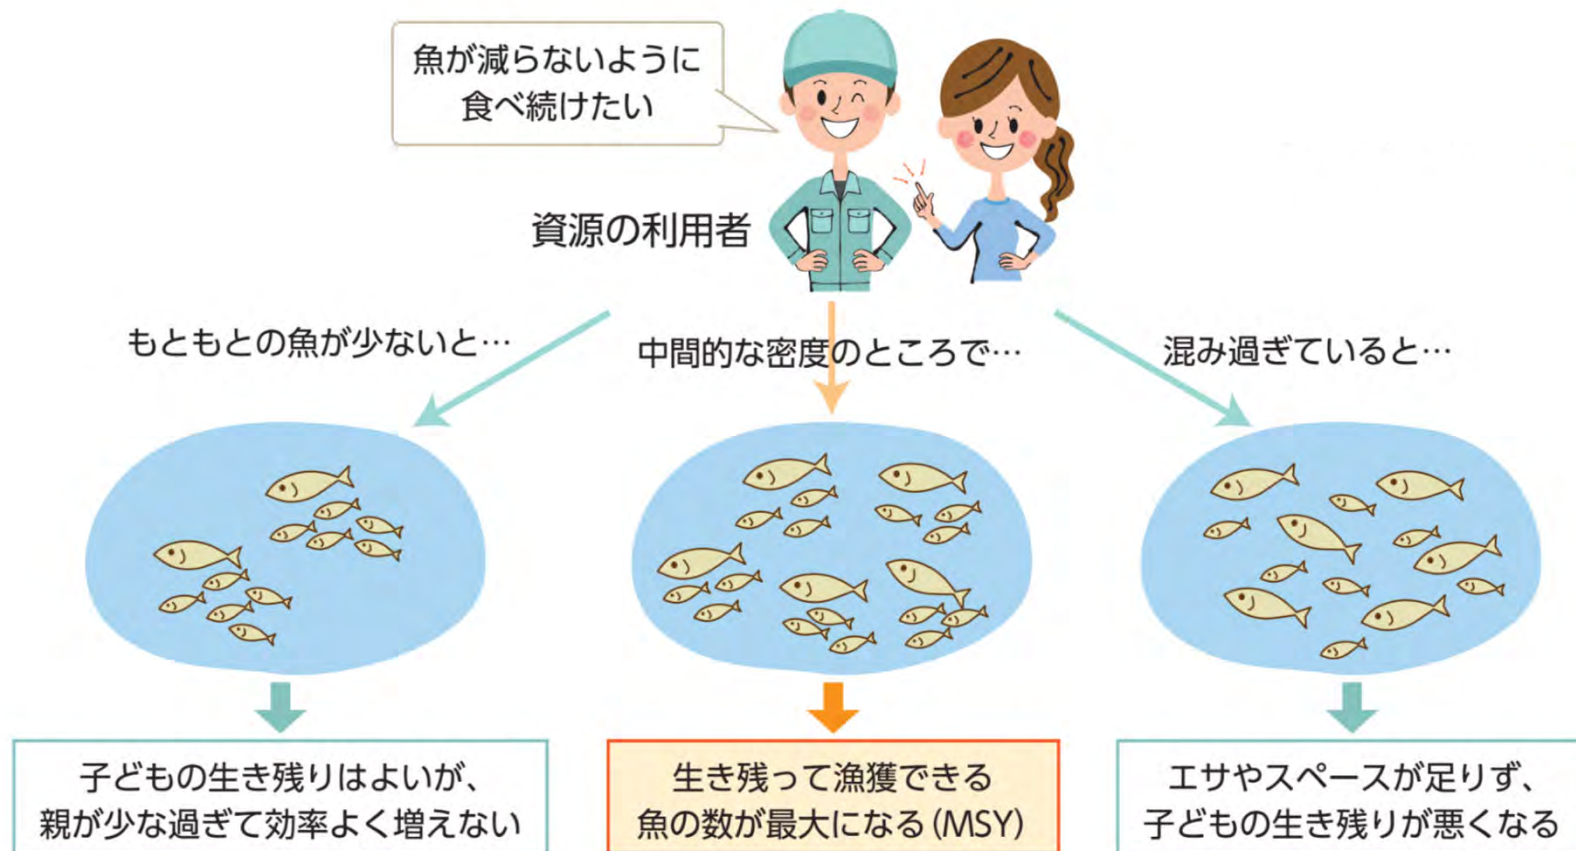 魚が減らないように
食べ続けたい
資源の利用者
もともとの魚が少ないと…
中間的な密度のところで…
混み過ぎていると…
子どもの生き残りはよいが、
親が少な過ぎて効率よく増えない
生き残って漁獲できる
魚の数が最大になる(MSY)
エサやスペースが足りず、
子どもの生き残りが悪くなる